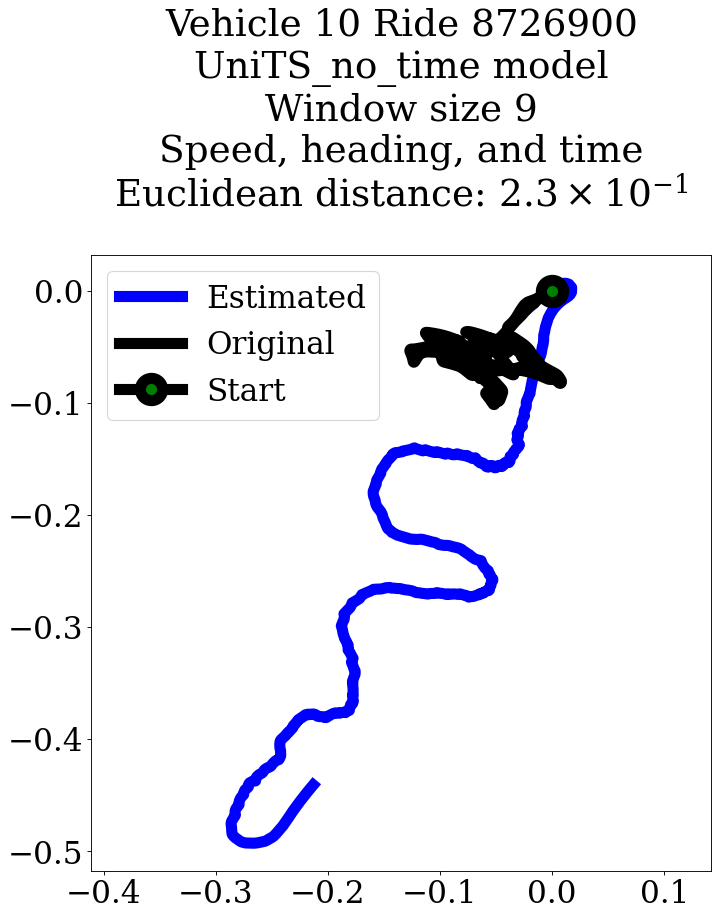 Vehicle 10 Ride 8726900
UniTS_no_time model
Window size 9
Speed, heading, and time
Euclidean distance: 2.3 × 10⁻¹
Estimated
Original
Start
0.0
−0.1
−0.2
−0.3
−0.4
−0.5
−0.4 −0.3 −0.2 −0.1 0.0 0.1